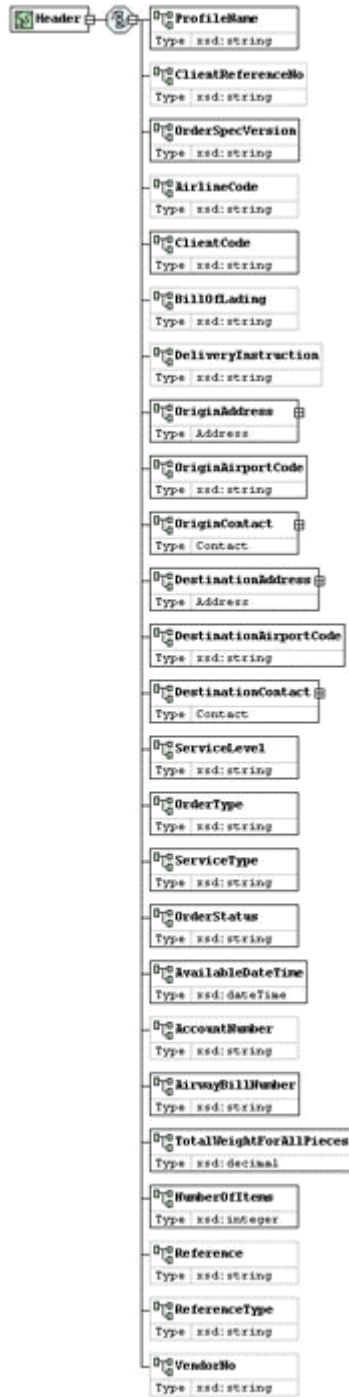 Header
ProfileName
Type xsd:string
ClientReferenceNo
Type xsd:string
OrderSpecVersion
Type xsd:string
AirlineCode
Type xsd:string
ClientCode
Type xsd:string
BillOfLading
Type xsd:string
DeliveryInstruction
Type xsd:string
OriginAddress
Type Address
OriginAirportCode
Type xsd:string
OriginContact
Type Contact
DestinationAddress
Type Address
DestinationAirportCode
Type xsd:string
DestinationContact
Type Contact
ServiceLevel
Type xsd:string
OrderType
Type xsd:string
ServiceType
Type xsd:string
OrderStatus
Type xsd:string
AvailableDateTime
Type xsd:dateTime
AccountNumber
Type xsd:string
AirwayBillNumber
Type xsd:string
TotalWeightForAllPieces
Type xsd:decimal
NumberOfItems
Type xsd:integer
Reference
Type xsd:string
ReferenceType
Type xsd:string
VendorNo
Type xsd:string